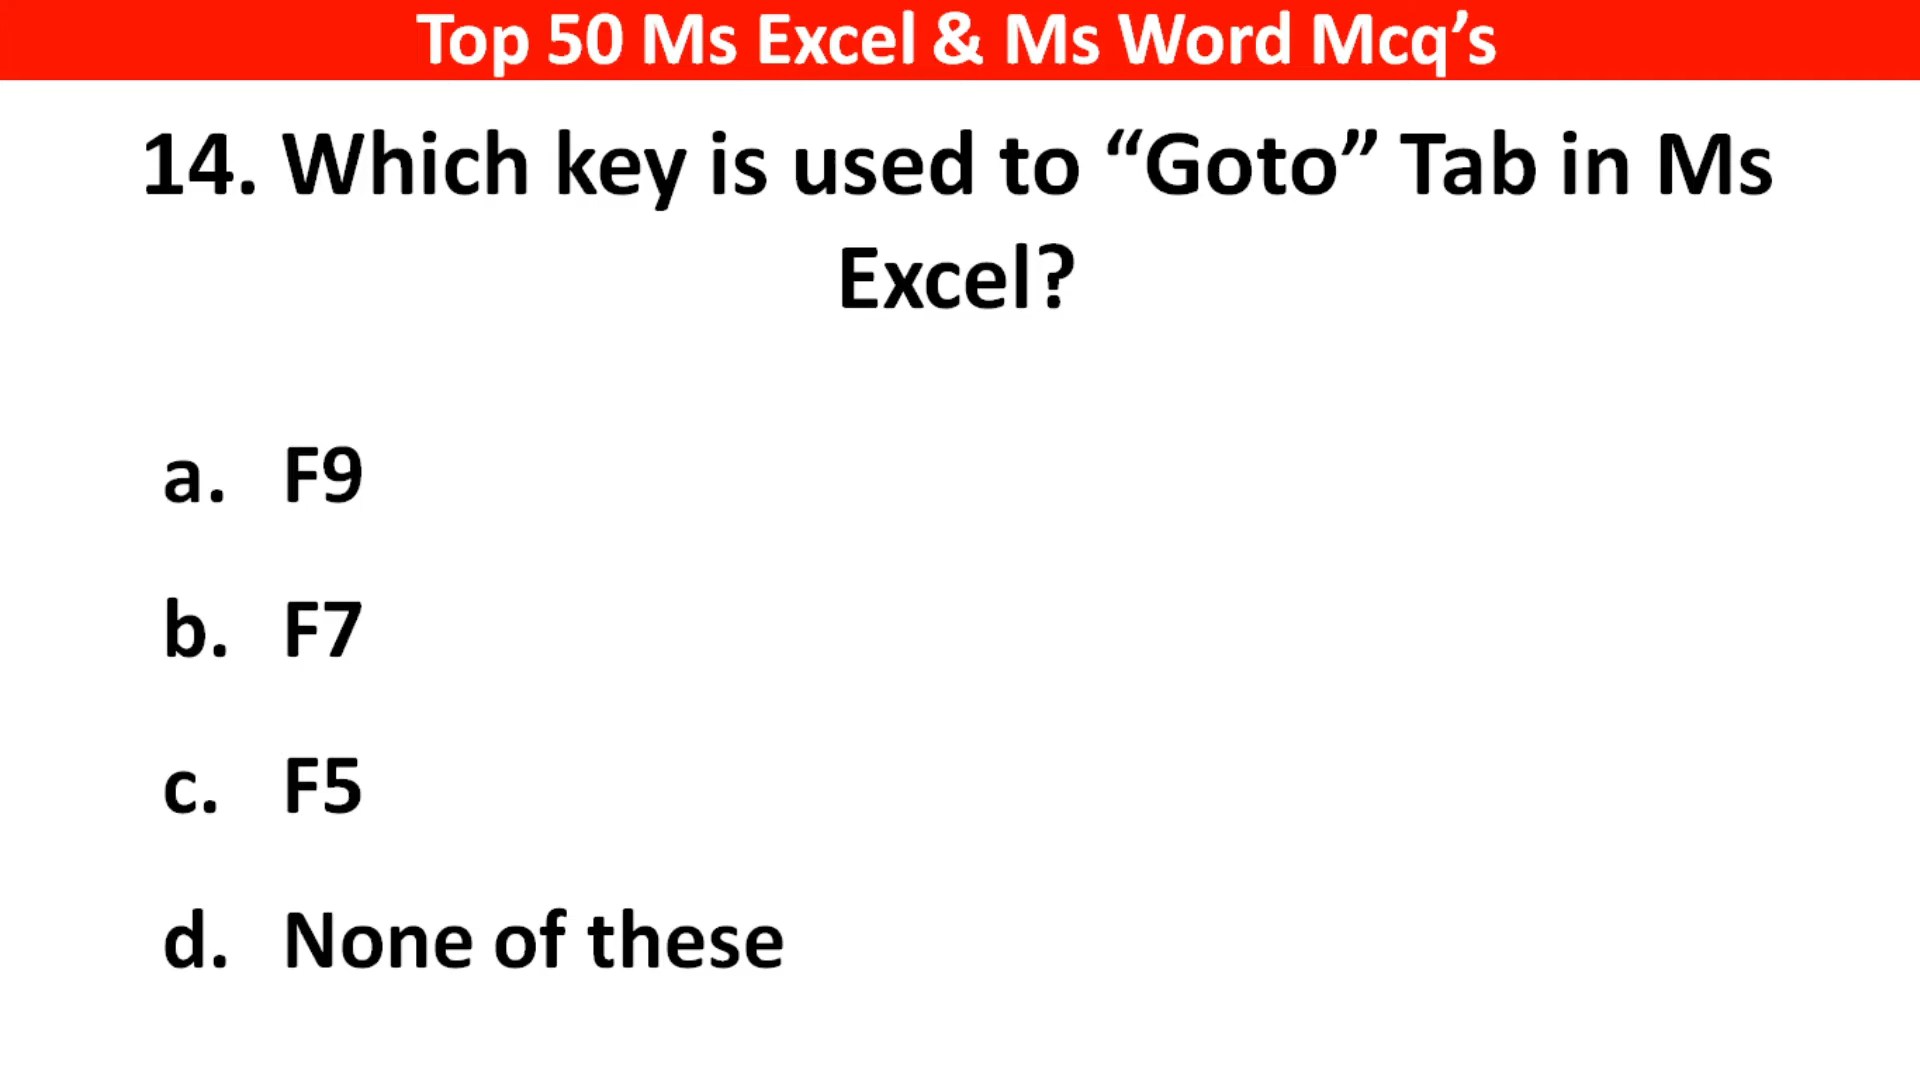 Top 50 Ms Excel & Ms Word Mcq’s
14. Which key is used to “Goto” Tab in Ms
Excel?
a. F9
b. F7
c. F5
d. None of these